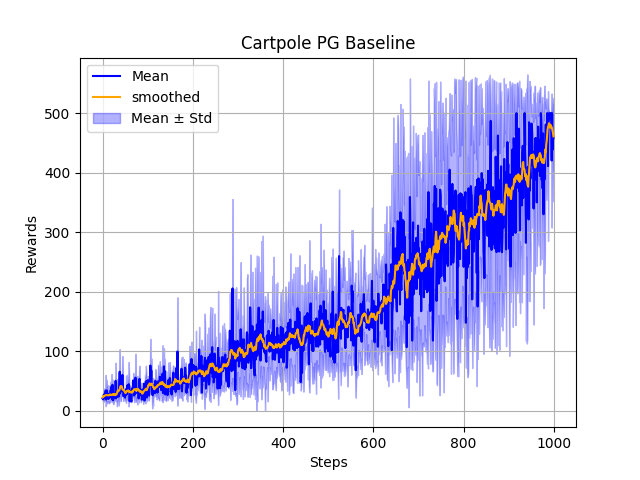 Cartpole PG Baseline
Mean
smoothed
Mean ± Std
Rewards
500
400
300
200
100
0
0 200 400 600 800 1000
Steps